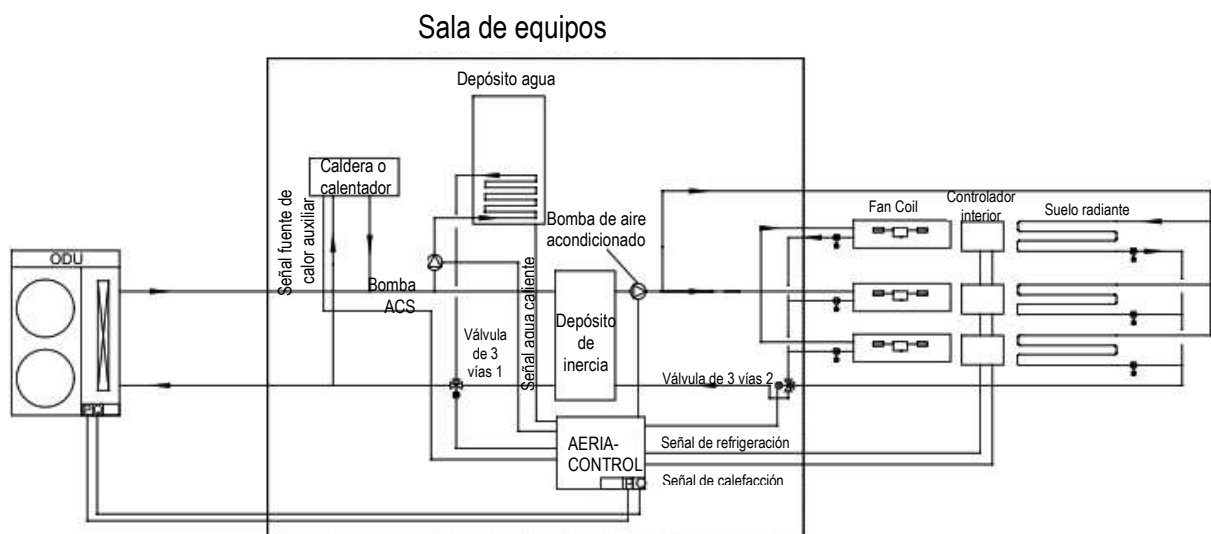 Sala de equipos
Depósito agua
Caldera o
calentador
Señal fuente de
calor auxiliar
Bomba de aire
acondicionado
Fan Coil
Controlador
interior
Suelo radiante
ODU
Bomba
ACS
Señal agua caliente
Depósito
de
inercia
Válvula
de 3
vías 1
Válvula de 3 vías 2
AERIA-
CONTROL
Señal de refrigeración
Señal de calefacción